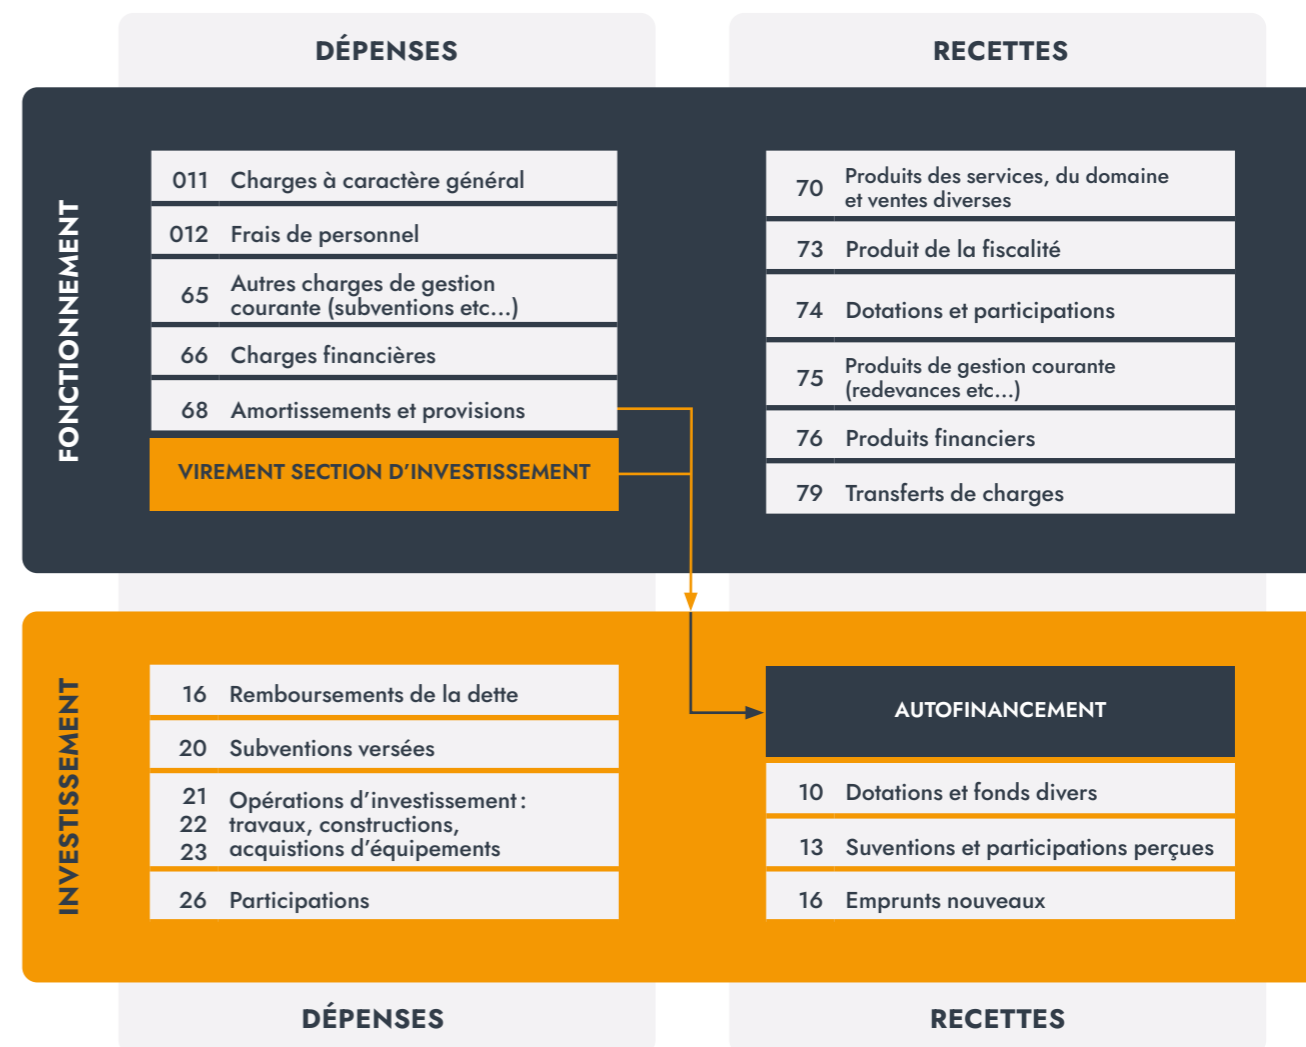 DÉPENSES
RECETTES
FONCTIONNEMENT
011 Charges à caractère général
012 Frais de personnel
65 Autres charges de gestion
courante (subventions etc...)
66 Charges financières
68 Amortissements et provisions
VIREMENT SECTION D'INVESTISSEMENT
70 Produits des services, du domaine
et ventes diverses
73 Produit de la fiscalité
74 Dotations et participations
75 Produits de gestion courante
(redevances etc...)
76 Produits financiers
79 Transferts de charges
INVESTISSEMENT
16 Remboursements de la dette
20 Subventions versées
21 Opérations d'investissement :
22 travaux, constructions,
23 acquistions d'équipements
26 Participations
AUTOFINANCEMENT
10 Dotations et fonds divers
13 Suventions et participations perçues
16 Emprunts nouveaux
DÉPENSES
RECETTES